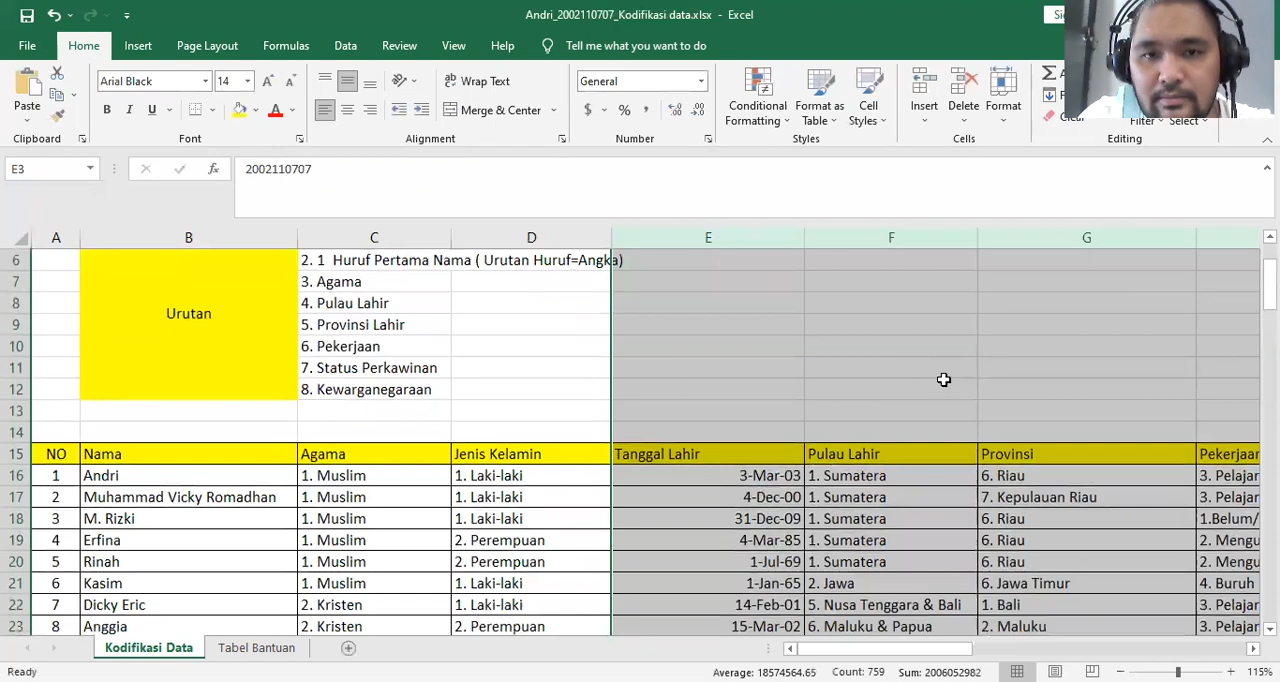 Andri_2002110707_Kodifikasi data.xlsx - Excel
File Home Insert Page Layout Formulas Data Review View Help Tell me what you want to do
Arial Black 14 Wrap Text General
Paste B I U Merge & Center $ % , Conditional Formatting Format as Table Cell Styles Insert Delete Format Select
Clipboard Font Alignment Number Styles Cells Editing
E3 fx 2002110707
A B C D E F G
6 2. 1 Huruf Pertama Nama ( Urutan Huruf=Angka)
7 3. Agama
8 Urutan 4. Pulau Lahir
9 5. Provinsi Lahir
10 6. Pekerjaan
11 7. Status Perkawinan
12 8. Kewarganegaraan
13
14
15 NO Nama Agama Jenis Kelamin Tanggal Lahir Pulau Lahir Provinsi Pekerjaan
16 1 Andri 1. Muslim 1. Laki-laki 3-Mar-03 1. Sumatera 6. Riau 3. Pelajar
17 2 Muhammad Vicky Romadhan 1. Muslim 1. Laki-laki 4-Dec-00 1. Sumatera 7. Kepulauan Riau 3. Pelajar
18 3 M. Rizki 1. Muslim 1. Laki-laki 31-Dec-09 1. Sumatera 6. Riau 1.Belum/
19 4 Erfina 1. Muslim 2. Perempuan 4-Mar-85 1. Sumatera 6. Riau 2. Mengu
20 5 Rinah 1. Muslim 2. Perempuan 1-Jul-69 1. Sumatera 6. Riau 2. Mengu
21 6 Kasim 1. Muslim 1. Laki-laki 1-Jan-65 2. Jawa 6. Jawa Timur 4. Buruh
22 7 Dicky Eric 2. Kristen 1. Laki-laki 14-Feb-01 5. Nusa Tenggara & Bali 1. Bali 3. Pelajar
23 8 Anggia 2. Kristen 2. Perempuan 15-Mar-02 6. Maluku & Papua 2. Maluku 3. Pelajar
Kodifikasi Data Tabel Bantuan
Ready Average: 18574564.65 Count: 759 Sum: 2006052982 115%